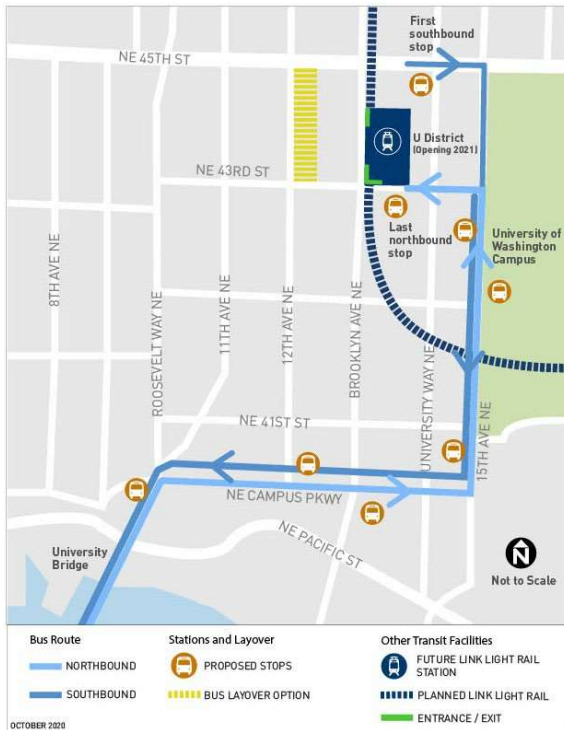 First
southbound
stop
NE 45TH ST
U District
(Opening 2021)
NE 43RD ST
Last
northbound
stop
University of
Washington
Campus
8TH AVE NE
ROOSEVELT WAY NE
11TH AVE NE
12TH AVE NE
BROOKLYN AVE NE
UNIVERSITY WAY NE
15TH AVE NE
NE 41ST ST
NE CAMPUS PKWY
NE PACIFIC ST
University
Bridge
N
Not to Scale
Bus Route
NORTHBOUND
SOUTHBOUND
Stations and Layover
PROPOSED STOPS
BUS LAYOVER OPTION
Other Transit Facilities
FUTURE LINK LIGHT RAIL
STATION
PLANNED LINK LIGHT RAIL
ENTRANCE / EXIT
OCTOBER 2020